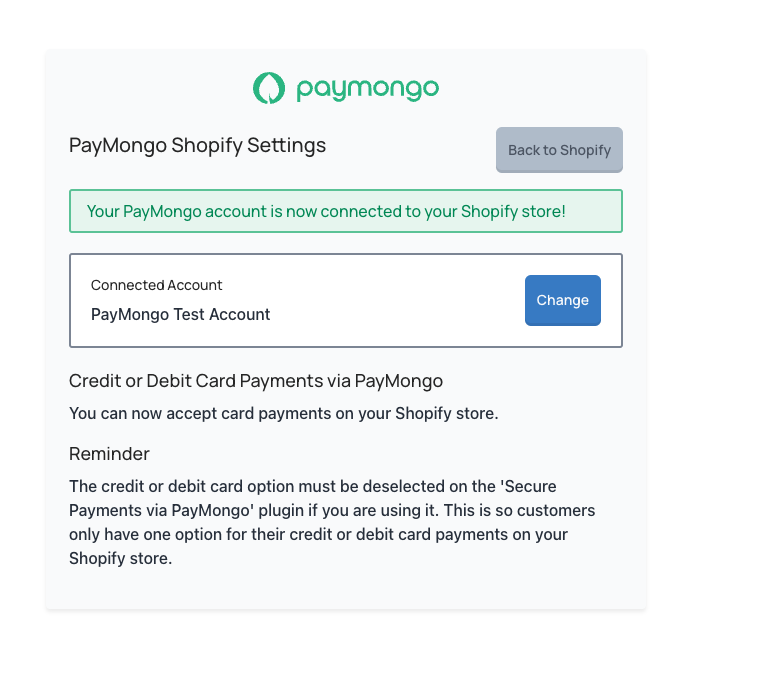 paymongo
PayMongo Shopify Settings
Back to Shopify
Your PayMongo account is now connected to your Shopify store!
Connected Account
PayMongo Test Account
Change
Credit or Debit Card Payments via PayMongo
You can now accept card payments on your Shopify store.
Reminder
The credit or debit card option must be deselected on the 'Secure
Payments via PayMongo' plugin if you are using it. This is so customers
only have one option for their credit or debit card payments on your
Shopify store.